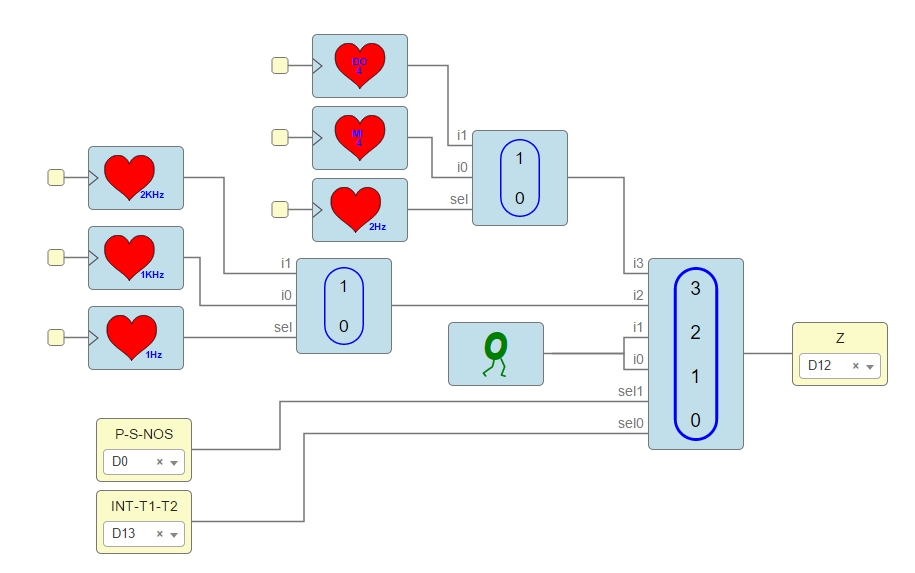 DO
4
i1
MI
4
i0
1
0
2KHz
sel
2Hz
1KHz
i1
i3
3
i0
1
i2
sel
0
i1
2
Z
1Hz
i0
D12 ×
1
sel1
0
sel0
P-S-NOS
D0 ×
INT-T1-T2
D13 ×